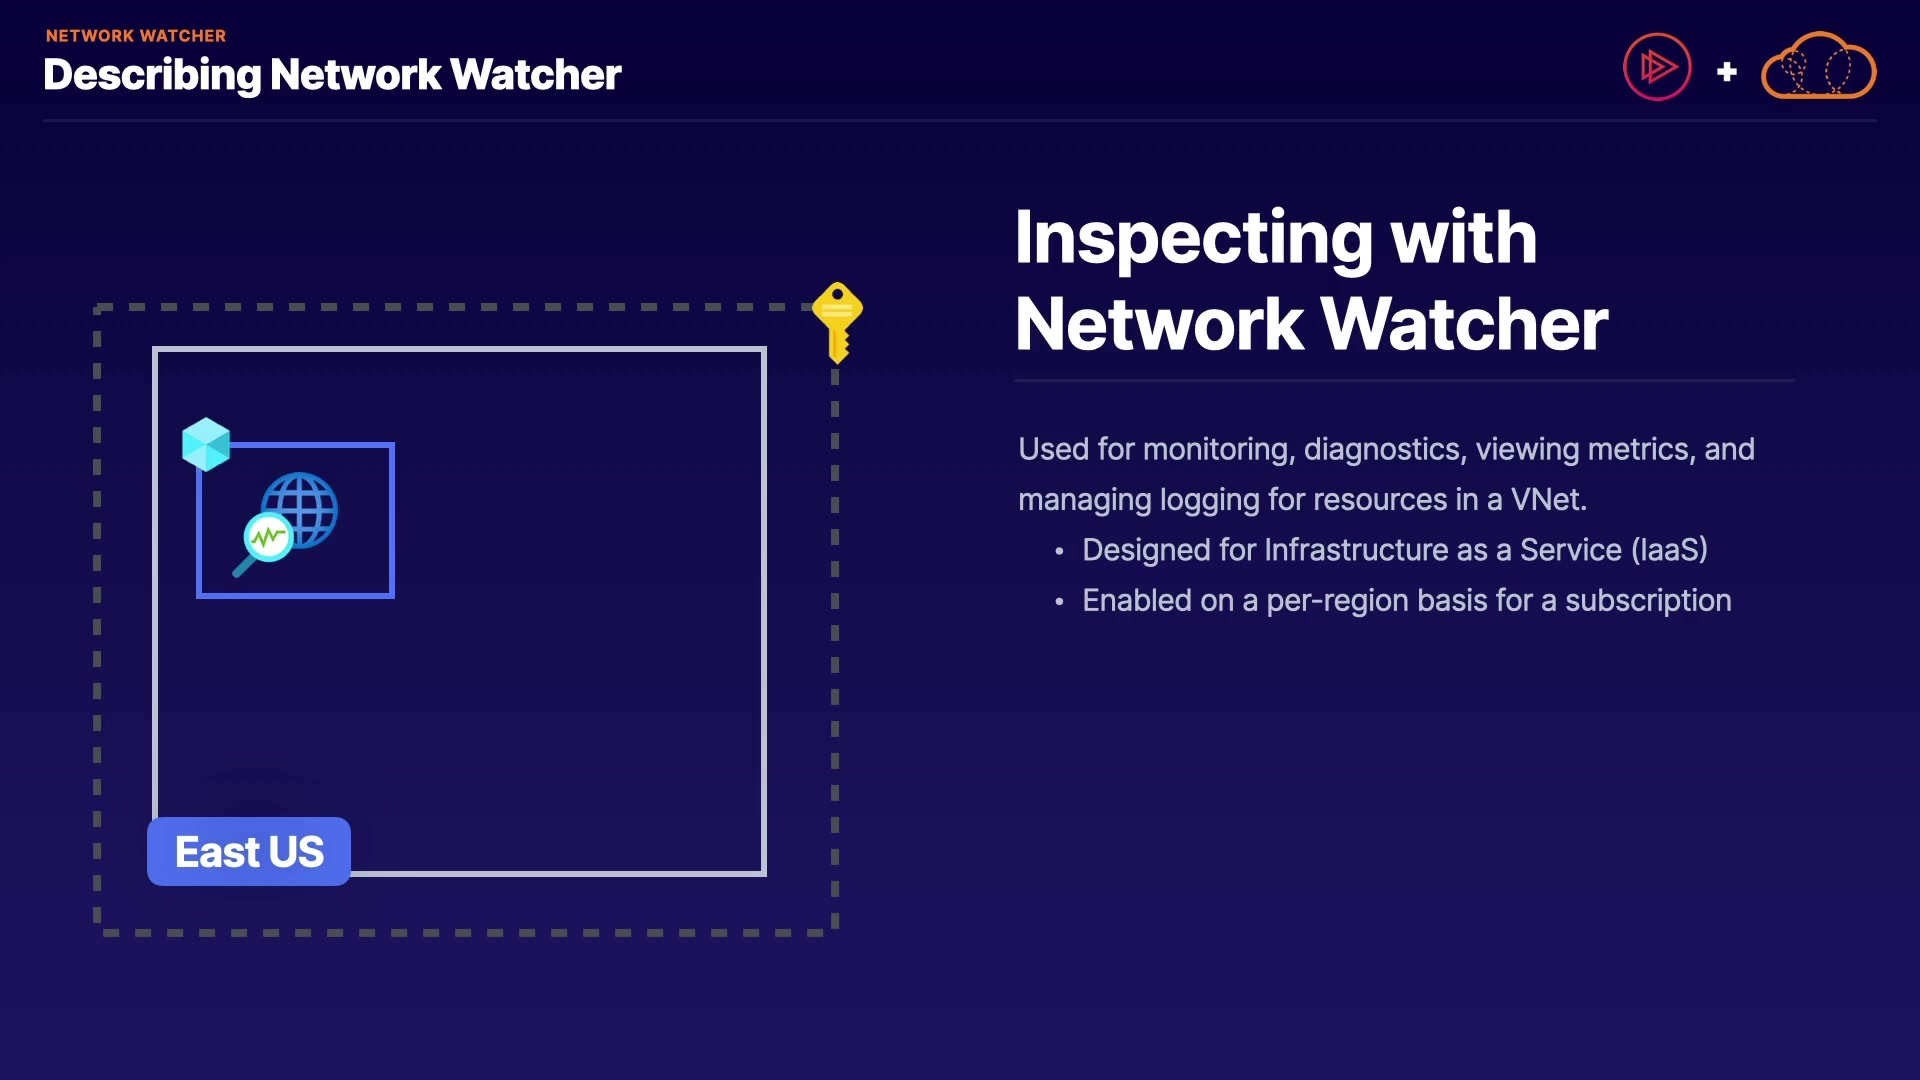 NETWORK WATCHER
Describing Network Watcher
+
Inspecting with
Network Watcher
Used for monitoring, diagnostics, viewing metrics, and
managing logging for resources in a VNet.
• Designed for Infrastructure as a Service (IaaS)
• Enabled on a per-region basis for a subscription
East US